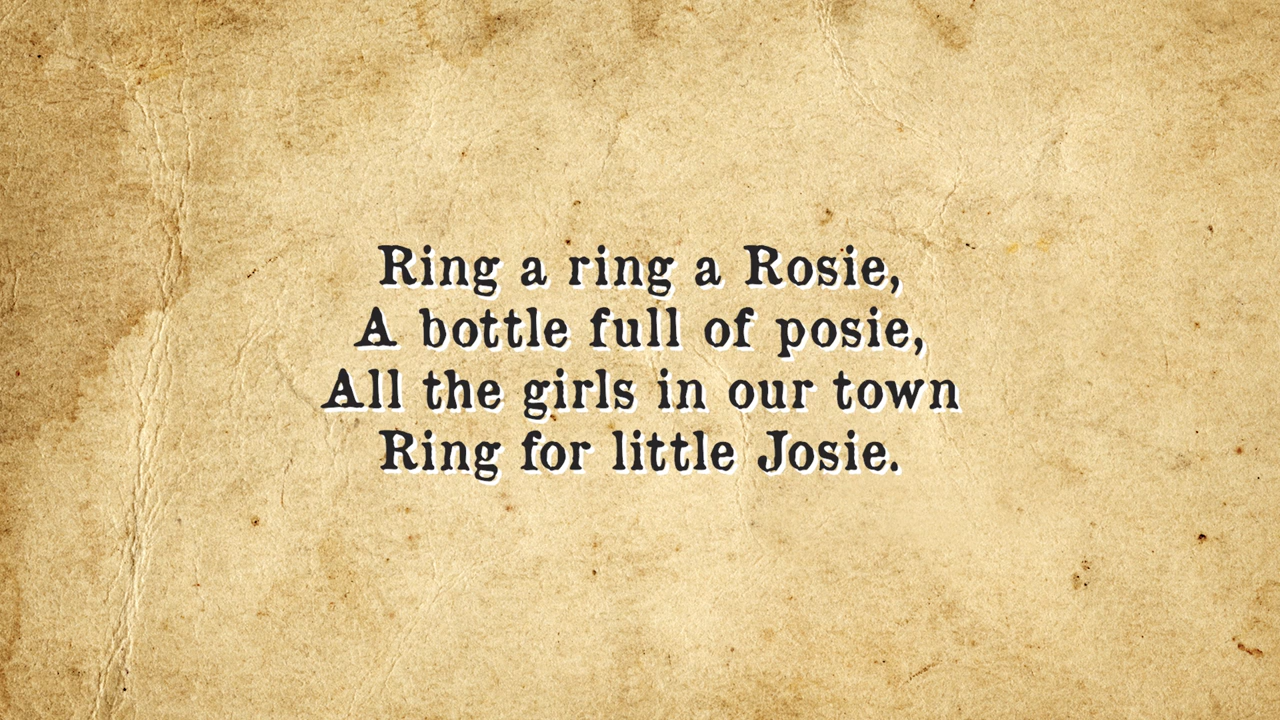 Ring a ring a Rosie,
A bottle full of posie,
All the girls in our town
Ring for little Josie.